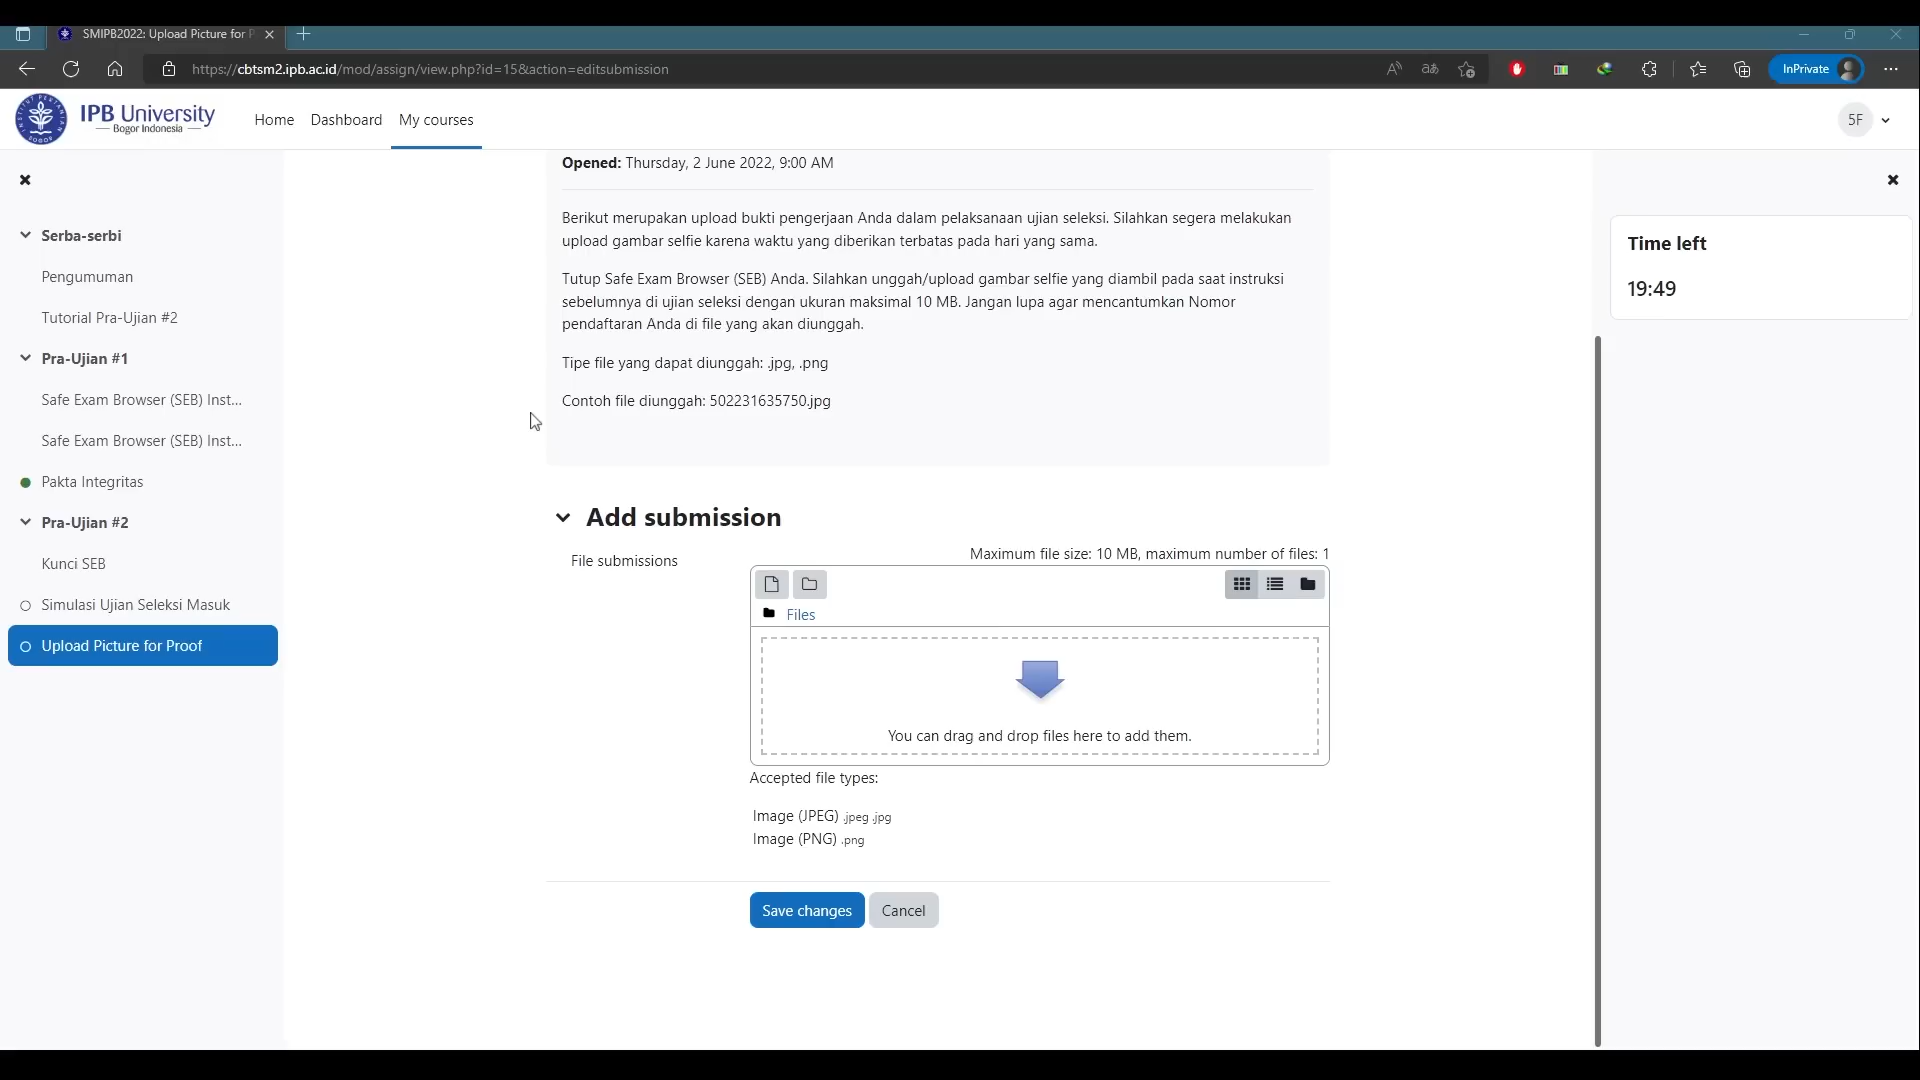 SMIPB2022: Upload Picture for P
https://cbtsm2.ipb.ac.id/mod/assign/view.php?id=15&action=editsubmission
InPrivate
IPB University
Bogor Indonesia
Home
Dashboard
My courses
5F
Serba-serbi
Pengumuman
Tutorial Pra-Ujian #2
Pra-Ujian #1
Safe Exam Browser (SEB) Inst...
Safe Exam Browser (SEB) Inst...
Pakta Integritas
Pra-Ujian #2
Kunci SEB
Simulasi Ujian Seleksi Masuk
Upload Picture for Proof
Opened: Thursday, 2 June 2022, 9:00 AM
Berikut merupakan upload bukti pengerjaan Anda dalam pelaksanaan ujian seleksi. Silahkan segera melakukan
upload gambar selfie karena waktu yang diberikan terbatas pada hari yang sama.
Tutup Safe Exam Browser (SEB) Anda. Silahkan unggah/upload gambar selfie yang diambil pada saat instruksi
sebelumnya di ujian seleksi dengan ukuran maksimal 10 MB. Jangan lupa agar mencantumkan Nomor
pendaftaran Anda di file yang akan diunggah.
Tipe file yang dapat diunggah: .jpg, .png
Contoh file diunggah: 502231635750.jpg
Add submission
File submissions
Maximum file size: 10 MB, maximum number of files: 1
Files
You can drag and drop files here to add them.
Accepted file types:
Image (JPEG) .jpeg .jpg
Image (PNG) .png
Save changes
Cancel
Time left
19:49